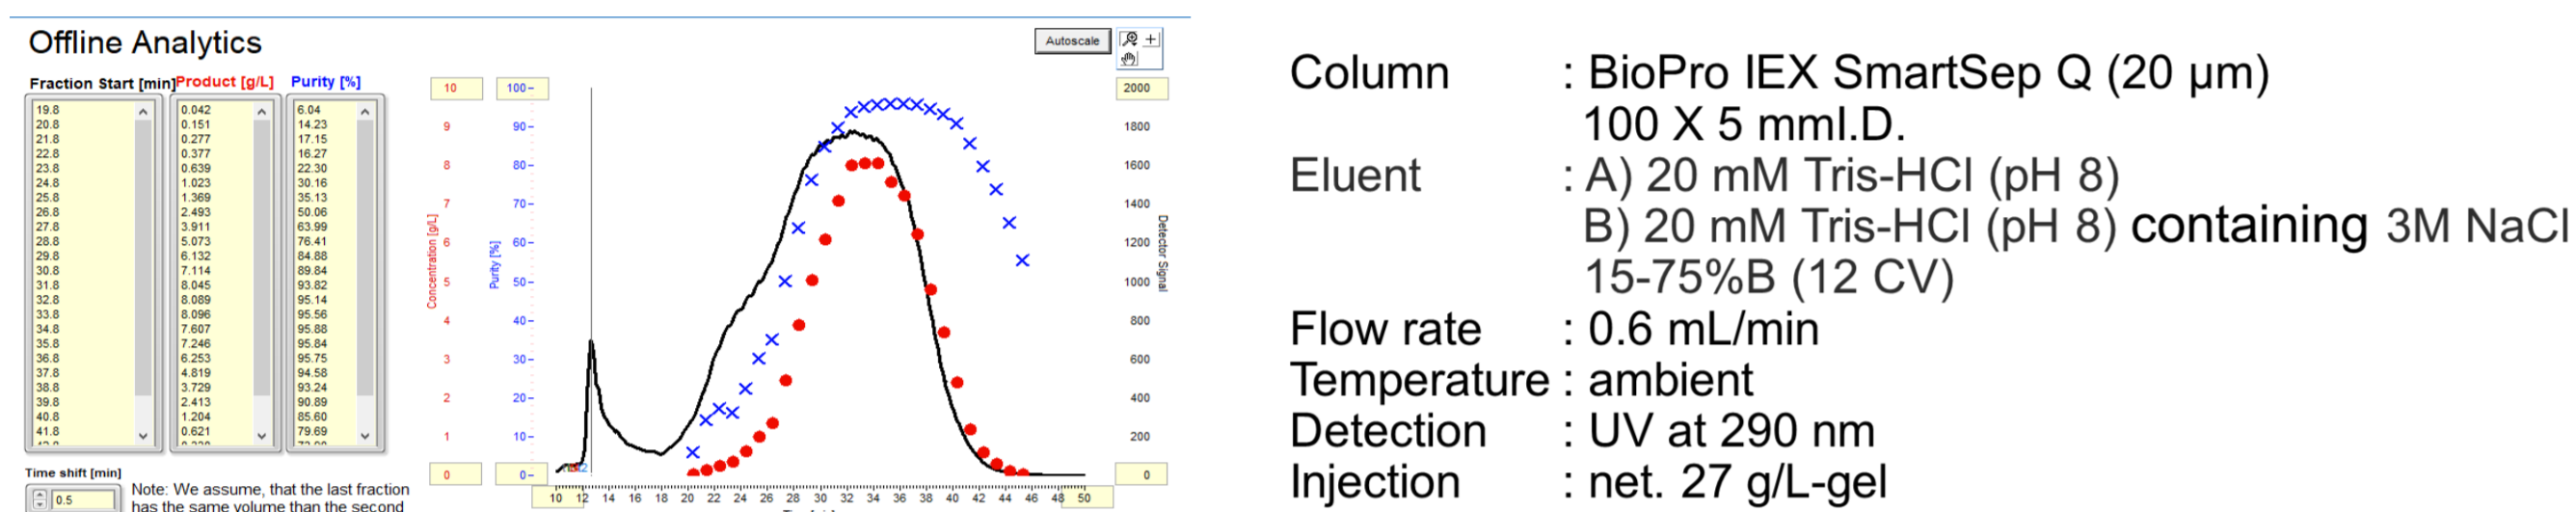 Offline Analytics
Autoscale
Fraction Start [min] Product [g/L] Purity [%]
19.8 0.042 6.04
20.8 0.151 14.23
21.8 0.277 17.15
22.8 0.377 16.27
23.8 0.639 22.30
24.8 1.023 30.16
25.8 1.369 35.13
26.8 2.493 50.06
27.8 3.911 63.99
28.8 5.073 76.41
29.8 6.132 84.88
30.8 7.114 89.84
31.8 8.045 93.82
32.8 8.089 95.14
33.8 8.096 95.56
34.8 7.607 95.88
35.8 7.246 95.84
36.8 6.253 95.75
37.8 4.819 94.58
38.8 3.729 93.24
39.8 2.413 90.89
40.8 1.204 85.60
41.8 0.621 79.69
Time shift [min]
0.5
Note: We assume, that the last fraction
has the same volume than the second
Concentration [g/L]
10
9
8
7
6
5
4
3
2
1
0
Purity [%]
100
90
80
70
60
50
40
30
20
10
0
2000
1800
1600
1400
1200
1000
800
600
400
200
0
Detector Signal
10 12 14 16 18 20 22 24 26 28 30 32 34 36 38 40 42 44 46 48 50
Column : BioPro IEX SmartSep Q (20 µm)
100 X 5 mmI.D.
Eluent : A) 20 mM Tris-HCl (pH 8)
B) 20 mM Tris-HCl (pH 8) containing 3M NaCl
15-75%B (12 CV)
Flow rate : 0.6 mL/min
Temperature : ambient
Detection : UV at 290 nm
Injection : net. 27 g/L-gel